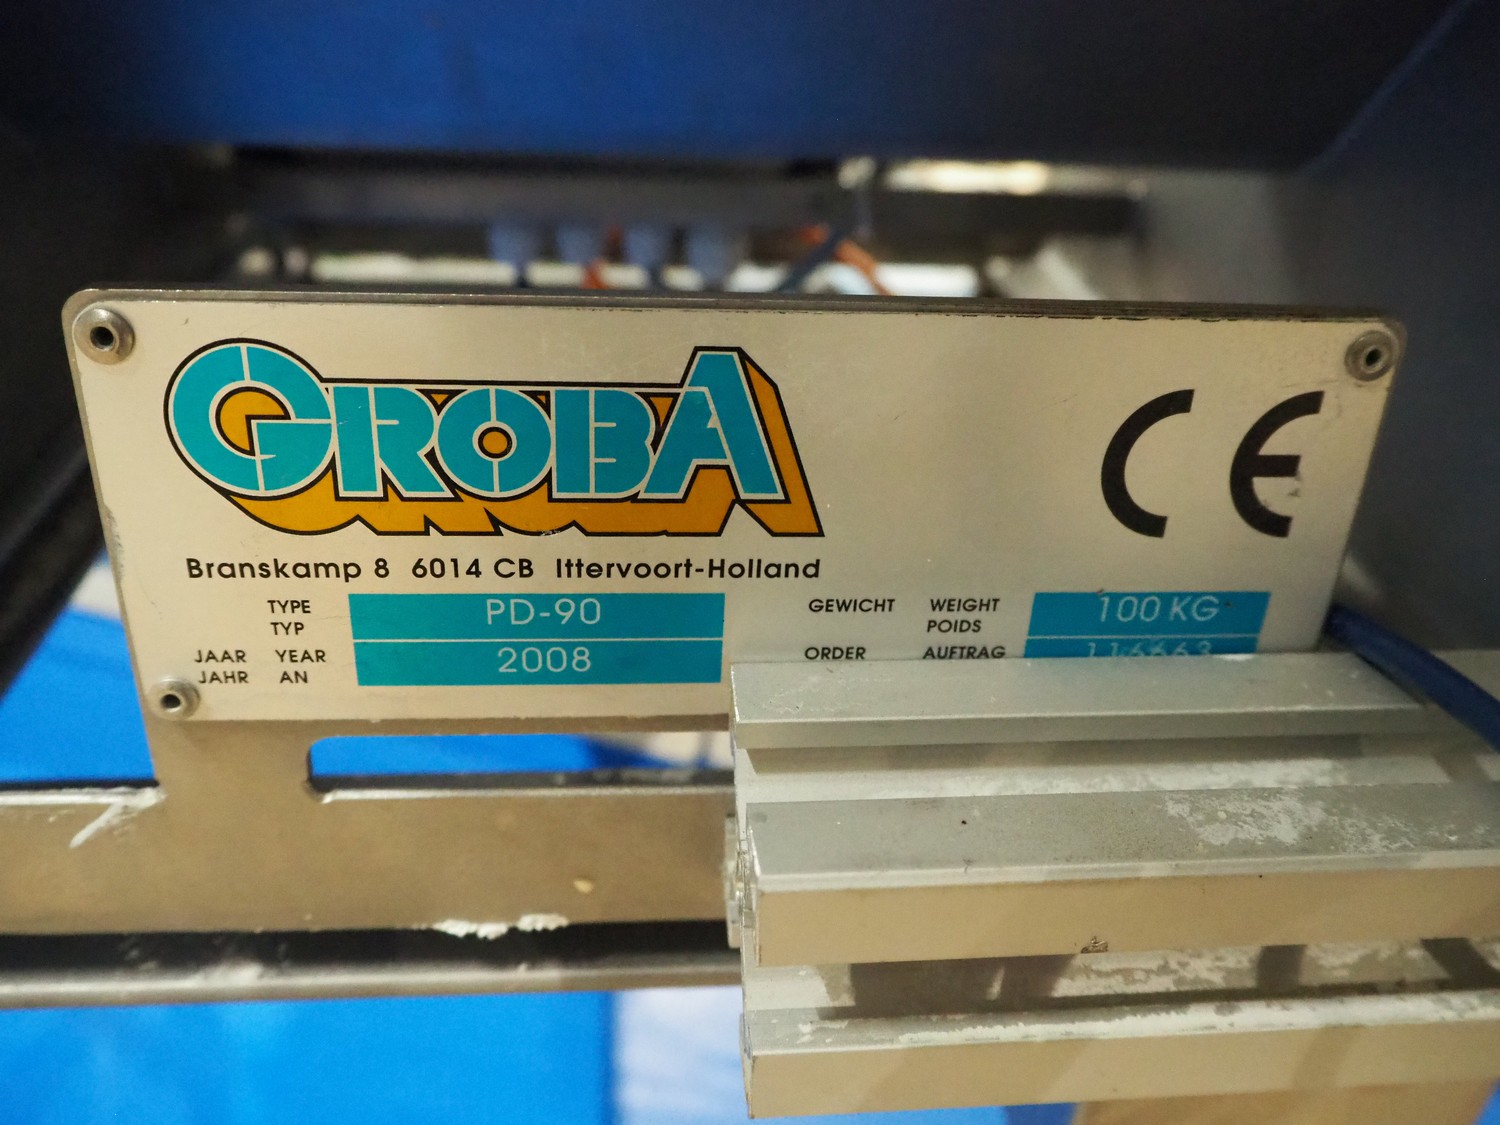 GROBA
CE
Branskamp 8 6014 CB Ittervoort-Holland
TYPE PD-90 GEWICHT WEIGHT 100 KG
TYP POIDS
JAAR YEAR 2008 ORDER AUFTRAG
JAHR AN